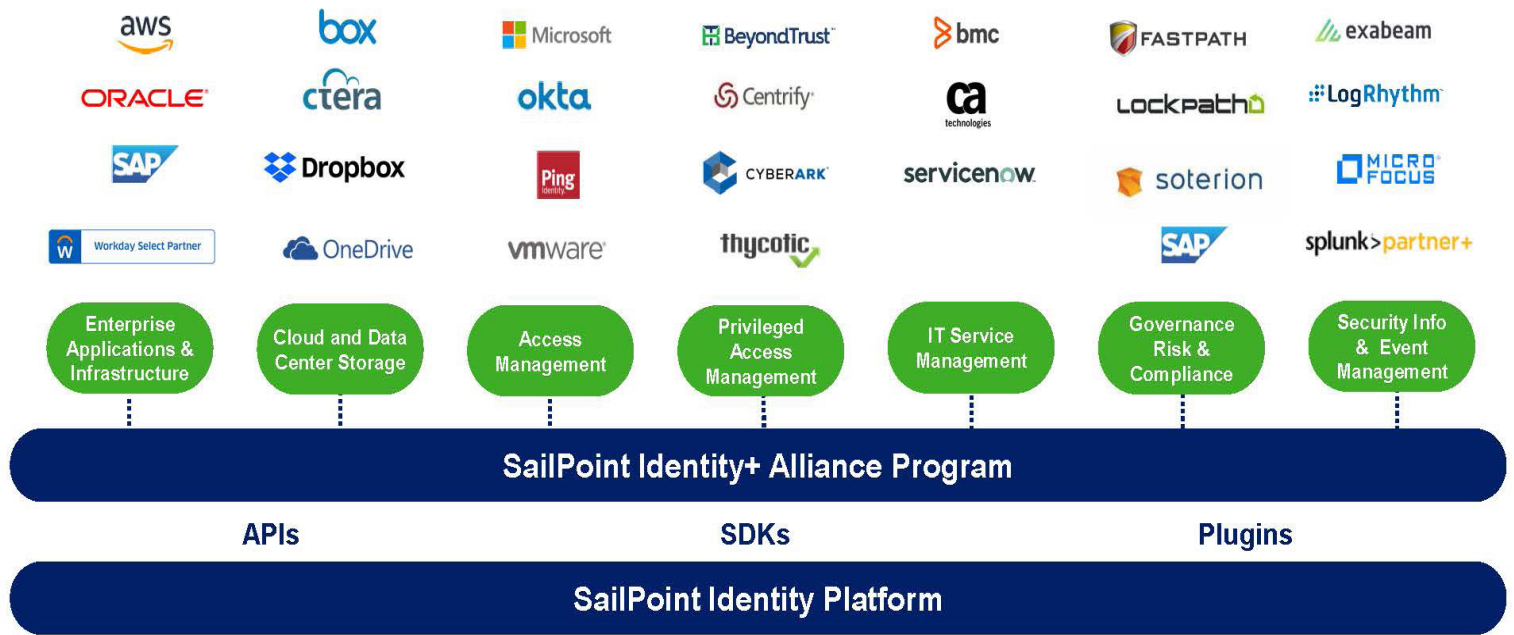 aws
box
Microsoft
BeyondTrust
bmc
FASTPATH
exabeam
ORACLE
ctera
okta
Centrify
ca
technologies
LOCKPATH
LogRhythm
SAP
Dropbox
Ping
Identity
CYBERARK
servicenow
soterion
MICRO
FOCUS
W
Workday Select Partner
OneDrive
vmware
thycotic
SAP
splunk>partner+
Enterprise
Applications &
Infrastructure
Cloud and Data
Center Storage
Access
Management
Privileged
Access
Management
IT Service
Management
Governance
Risk &
Compliance
Security Info
& Event
Management
SailPoint Identity+ Alliance Program
APIs
SDKs
Plugins
SailPoint Identity Platform